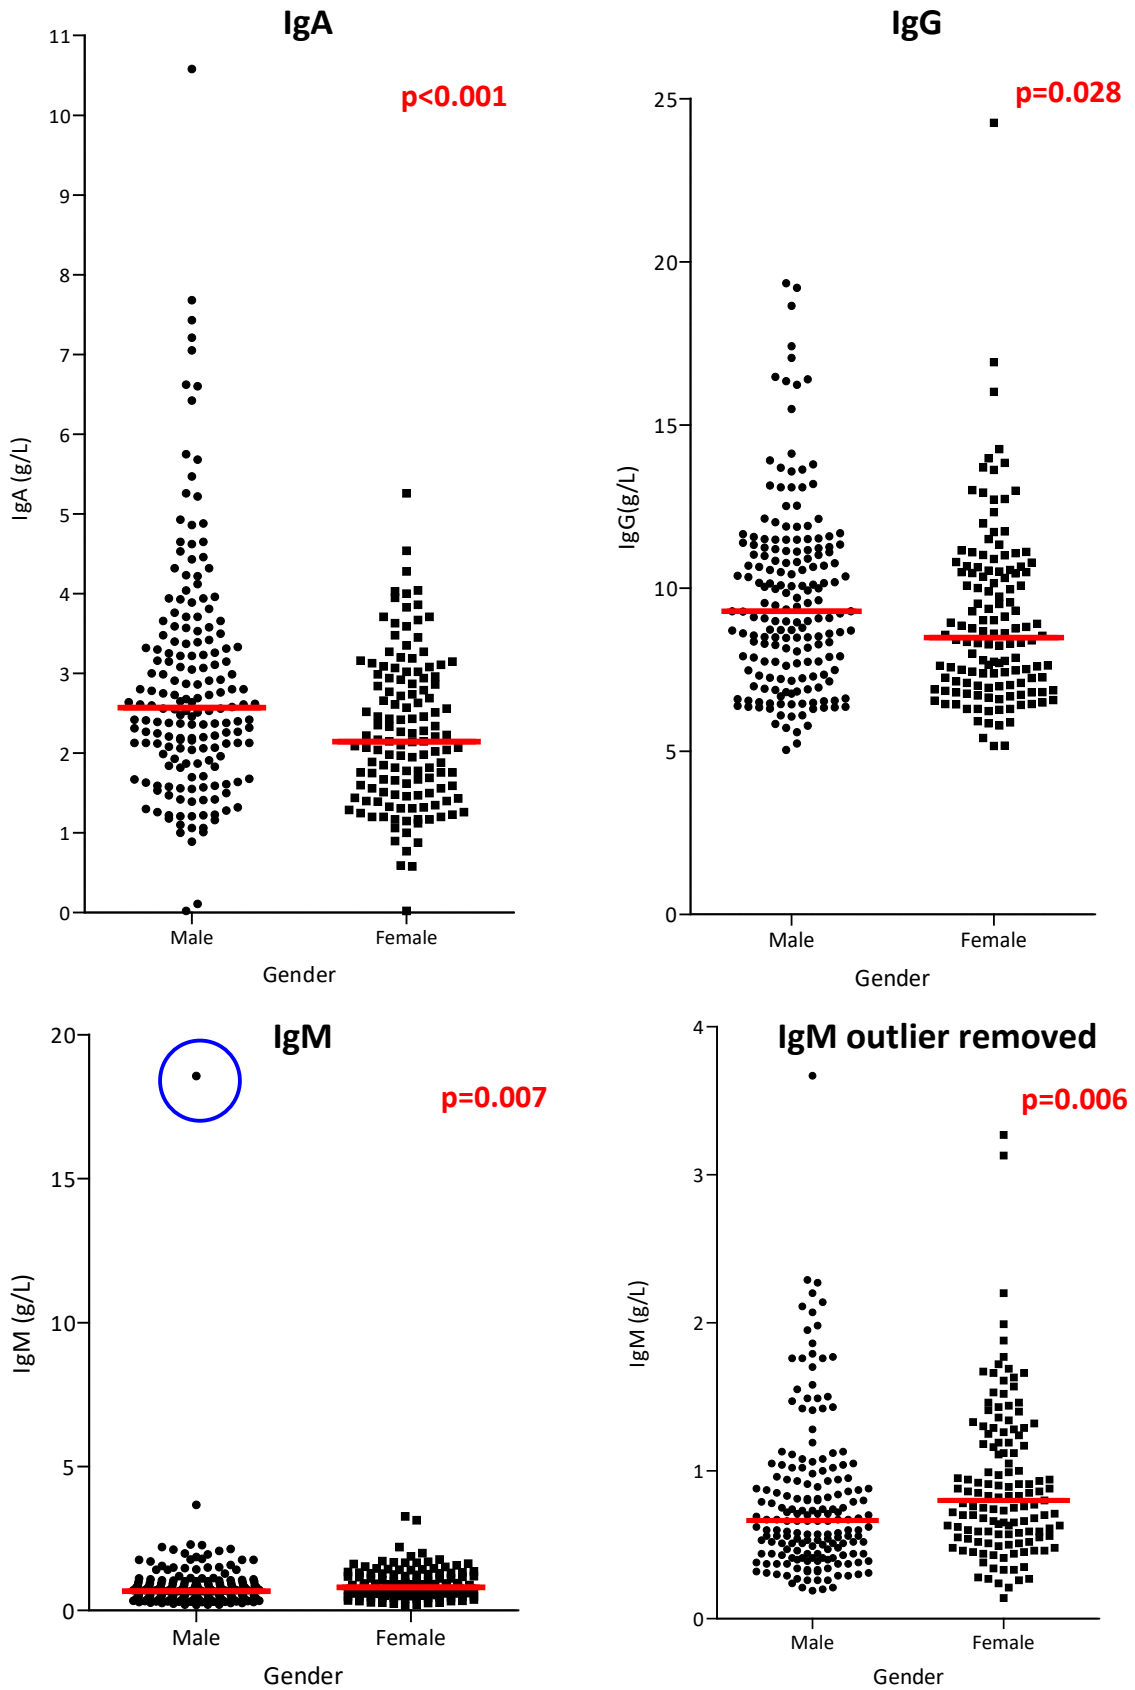 IgA
p<0.001
11
10
9
8
7
6
5
4
3
2
1
0
IgA (g/L)
Male
Female
Gender
IgG
p=0.028
25
20
15
10
5
0
IgG(g/L)
Male
Female
Gender
IgM
p=0.007
20
15
10
5
0
IgM (g/L)
Male
Female
Gender
IgM outlier removed
p=0.006
4
3
2
1
0
IgM (g/L)
Male
Female
Gender